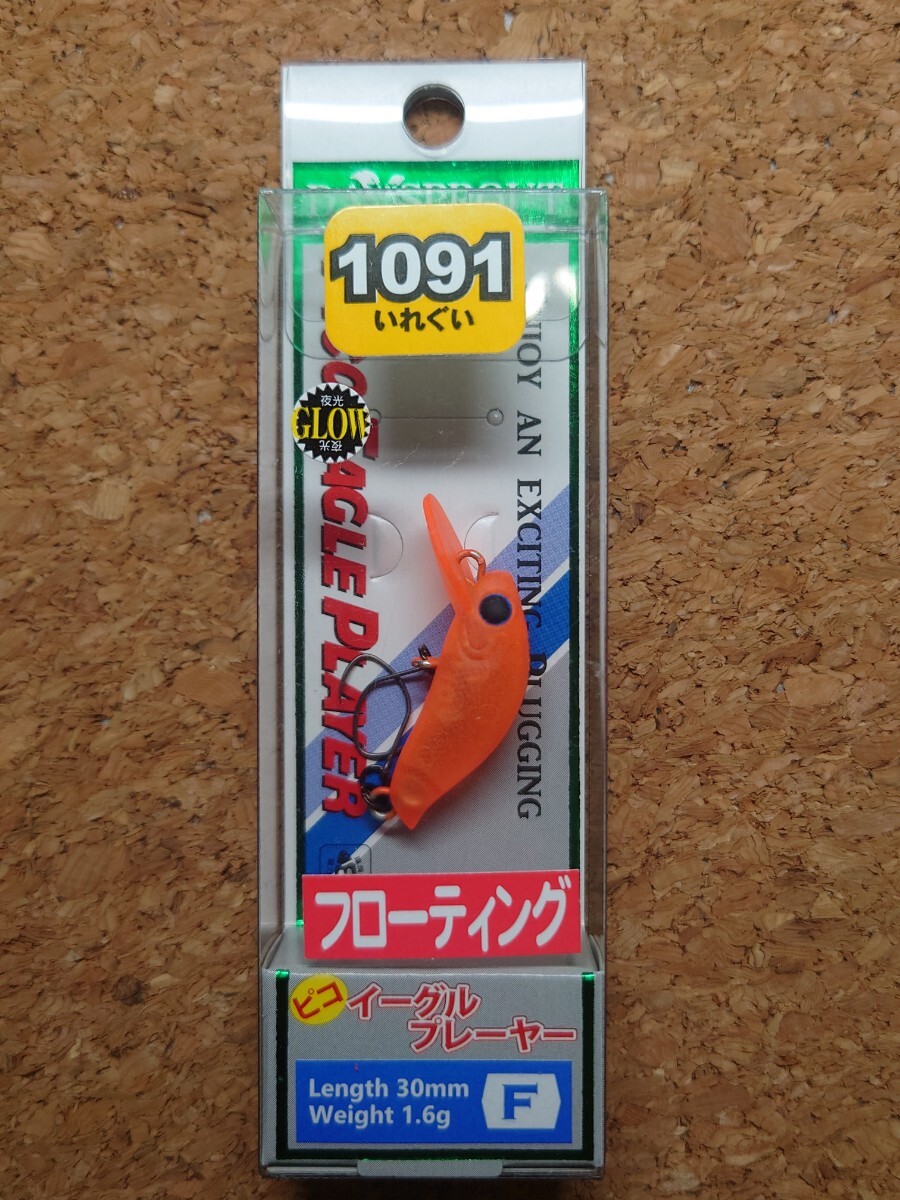 1091
いれぐい
夜光
GLOW
夜光
ENJOY AN EXCITING PLUGGING
EAGLE PLAYER
フローティング
ピコ イーグル
プレーヤー
Length 30mm
Weight 1.6g
F